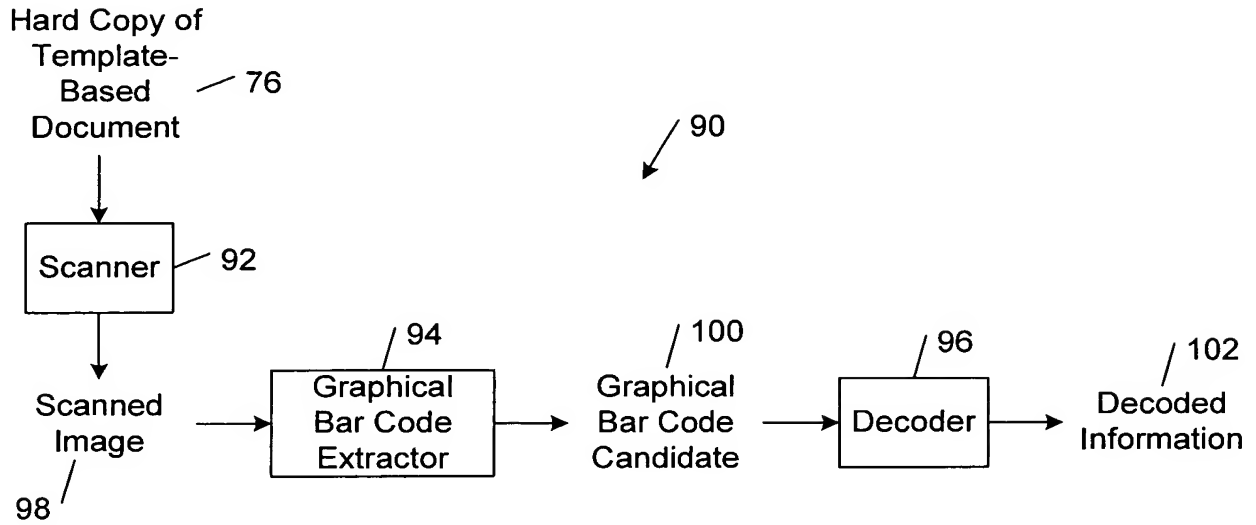 Hard Copy of
Template-
Based
Document
76
90
Scanner
92
94
100
96
102
Scanned
Image
98
Graphical
Bar Code
Extractor
Graphical
Bar Code
Candidate
Decoder
Decoded
Information